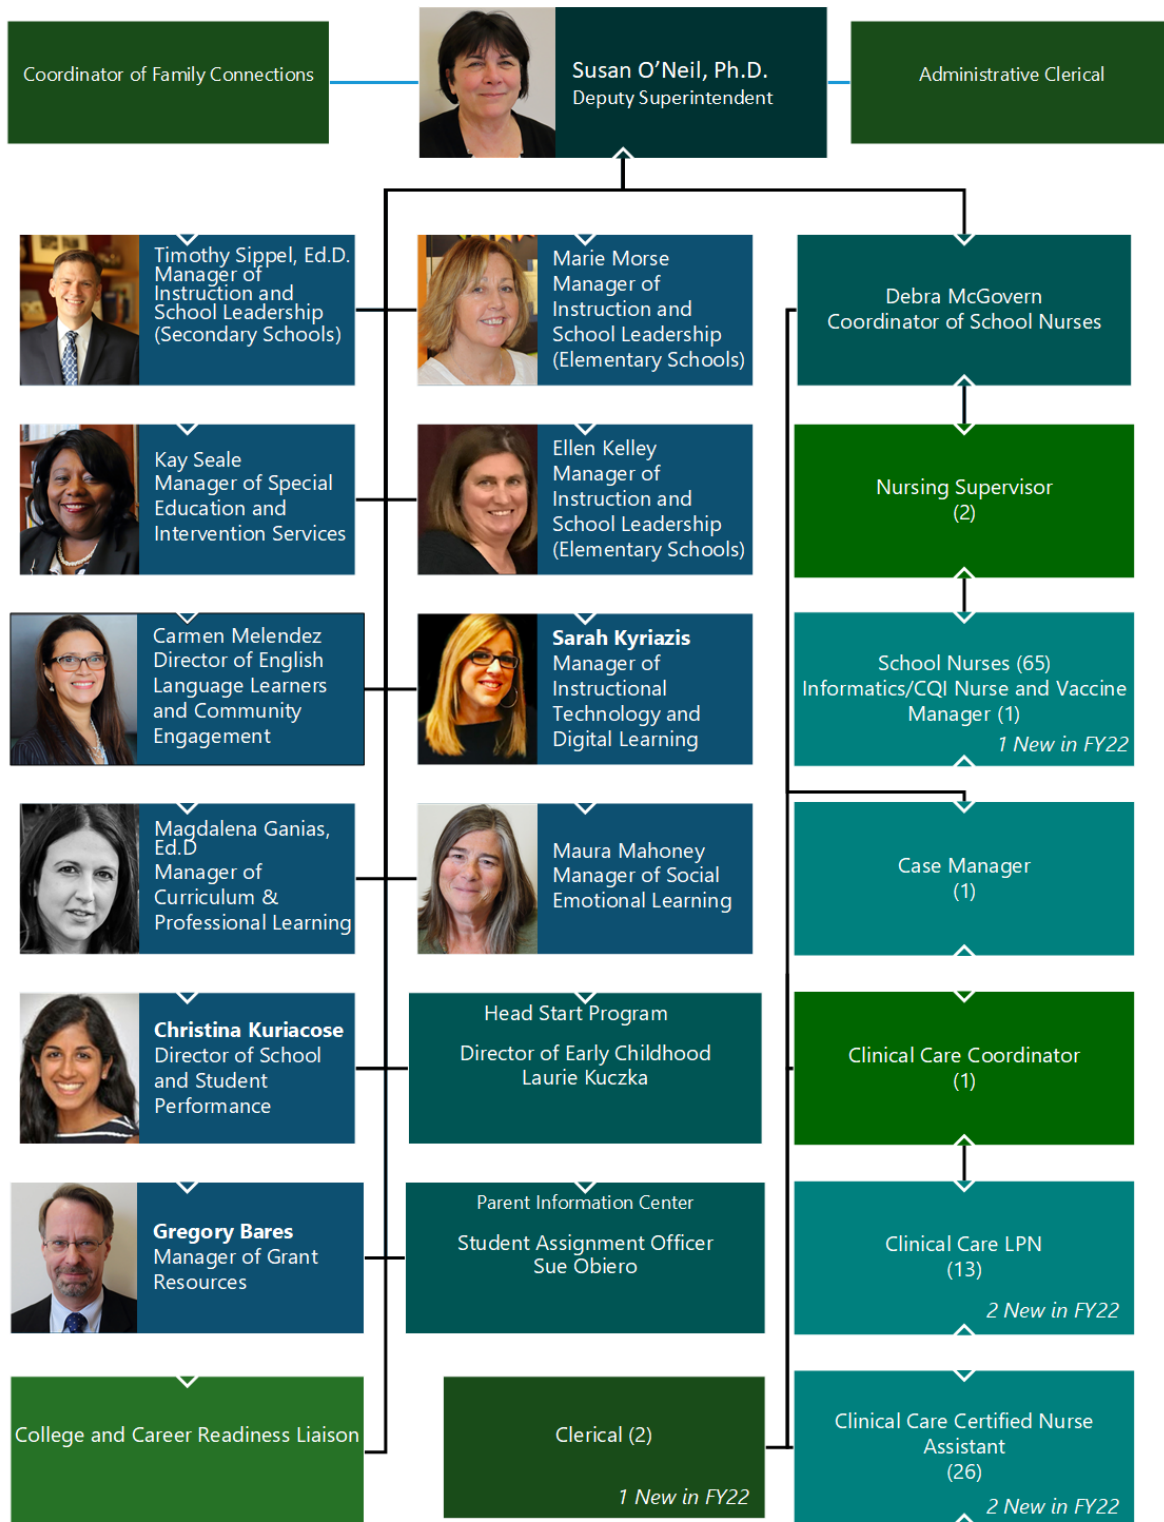 Coordinator of Family Connections
Susan O’Neil, Ph.D.
Deputy Superintendent
Administrative Clerical
Timothy Sippel, Ed.D.
Manager of
Instruction and
School Leadership
(Secondary Schools)
Marie Morse
Manager of
Instruction and
School Leadership
(Elementary Schools)
Debra McGovern
Coordinator of School Nurses
Kay Seale
Manager of Special
Education and
Intervention Services
Ellen Kelley
Manager of
Instruction and
School Leadership
(Elementary Schools)
Nursing Supervisor
(2)
Carmen Melendez
Director of English
Language Learners
and Community
Engagement
Sarah Kyriazis
Manager of
Instructional
Technology and
Digital Learning
School Nurses (65)
Informatics/CQI Nurse and Vaccine
Manager (1)
1 New in FY22
Magdalena Ganias,
Ed.D
Manager of
Curriculum &
Professional Learning
Maura Mahoney
Manager of Social
Emotional Learning
Case Manager
(1)
Christina Kuriacose
Director of School
and Student
Performance
Head Start Program
Director of Early Childhood
Laurie Kuczka
Clinical Care Coordinator
(1)
Gregory Bares
Manager of Grant
Resources
Parent Information Center
Student Assignment Officer
Sue Obiero
Clinical Care LPN
(13)
2 New in FY22
College and Career Readiness Liaison
Clerical (2)
1 New in FY22
Clinical Care Certified Nurse
Assistant
(26)
2 New in FY22